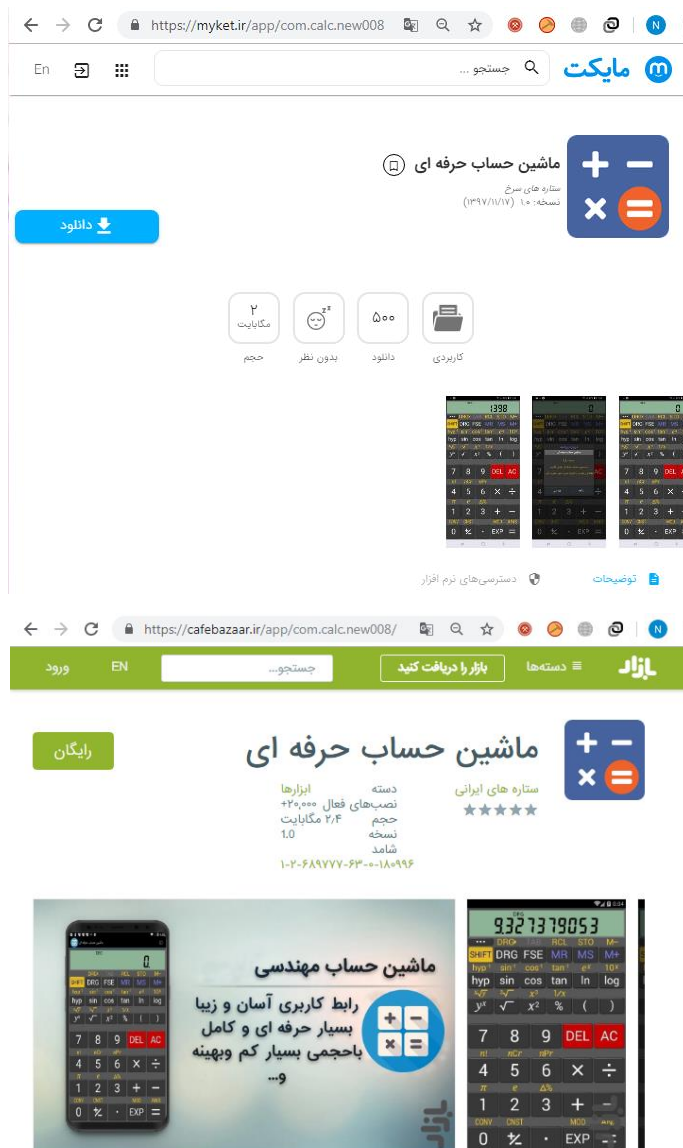 https://myket.ir/app/com.calc.new008
N
مایکت
جستجو ...
En
ماشین حساب حرفه ای
ستاره های سرخ
نسخه: ۱.۰ (۱۳۹۷/۱۱/۱۷)
دانلود
۵۰۰
۲
مگابایت
کاربردی
دانلود
بدون نظر
حجم
توضیحات
دسترسی‌های نرم افزار
https://cafebazaar.ir/app/com.calc.new008/
N
بازار
دسته‌ها
بازار را دریافت کنید
جستجو...
EN
ورود
ماشین حساب حرفه ای
رایگان
ستاره های ایرانی
دسته ابزارها
نصب‌های فعال ۲۰,۰۰۰+
حجم ۲٫۴ مگابایت
نسخه 1.0
شامد
۱-۲-۶۸۹۷۷۷-۶۳-۰-۱۸۰۹۹۶
ماشین حساب مهندسی
رابط کاربری آسان و زیبا
بسیار حرفه ای و کامل
باحجمی بسیار کم وبهینه
و...
DRG
9.327379053
SHIFT DRG FSE MR MS M+
hyp sin cos tan ln log
yˣ √ x² % ( )
7 8 9 DEL AC
4 5 6 × ÷
1 2 3 + −
0 +/- · EXP =